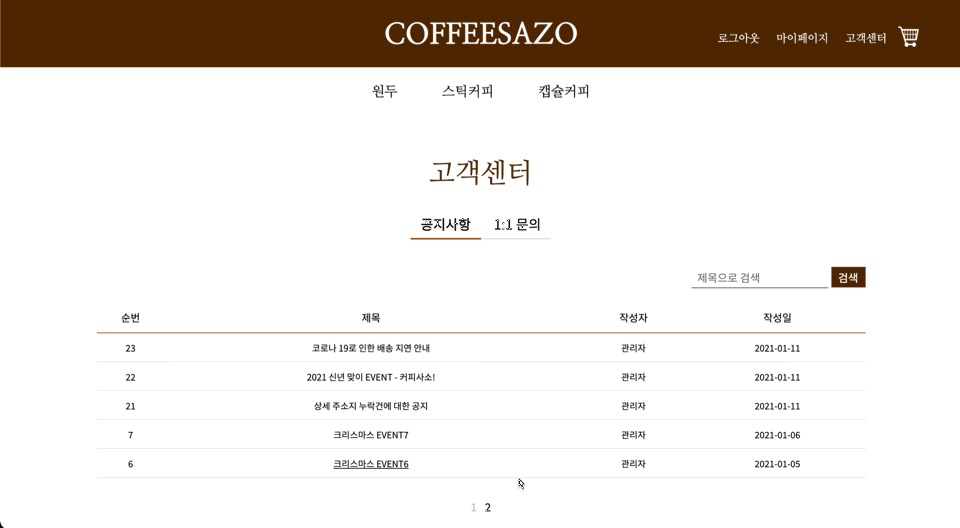 COFFEESAZO
로그아웃 마이페이지 고객센터
원두 스틱커피 캡슐커피
고객센터
공지사항 1:1 문의
제목으로 검색 검색
순번 제목 작성자 작성일
23 코로나 19로 인한 배송 지연 안내 관리자 2021-01-11
22 2021 신년 맞이 EVENT - 커피사소! 관리자 2021-01-11
21 상세 주소지 누락건에 대한 공지 관리자 2021-01-11
7 크리스마스 EVENT7 관리자 2021-01-06
6 크리스마스 EVENT6 관리자 2021-01-05
1 2